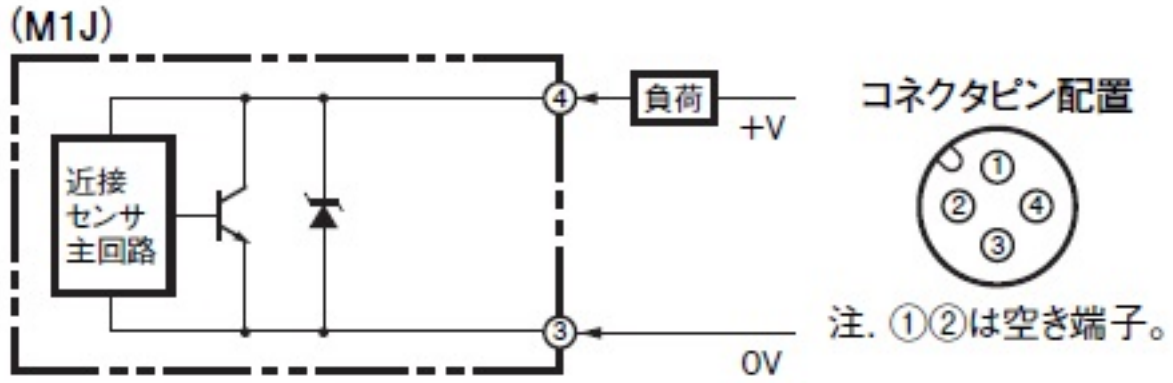 (M1J)
近接
センサ
主回路
④
負荷
+V
③
0V
コネクタピン配置
①
②
④
③
注. ①②は空き端子。